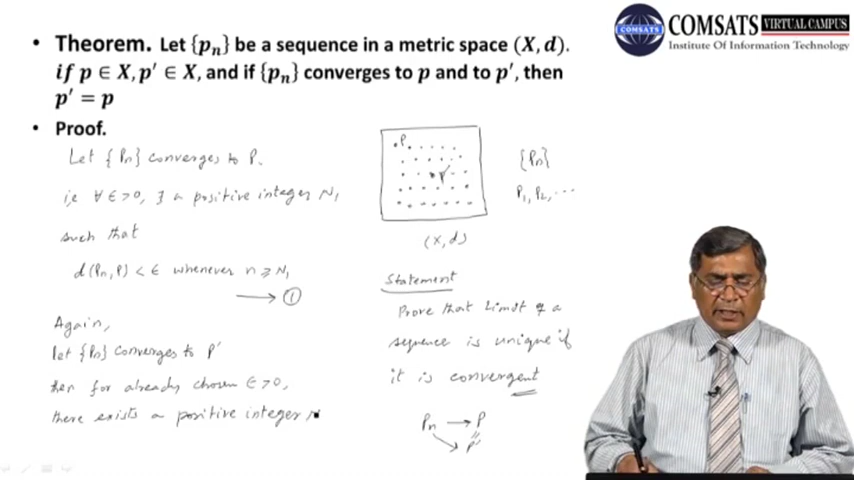 COMSATS VIRTUAL CAMPUS
Institute Of Information Technology
COMSATS
• Theorem. Let {pₙ} be a sequence in a metric space (X, d).
if p ∈ X, p′ ∈ X, and if {pₙ} converges to p and to p′, then
p′ = p
• Proof.
Let {Pₙ} converges to P.
i.e ∀ ϵ>0, ∃ a positive integer N₁
such that
d(Pₙ, P) < ϵ whenever n ⩾ N₁
→ ①
Again,
let {Pₙ} converges to P′
then for already chosen ϵ>0,
there exists a positive integer
P
P′
(X, d)
{Pₙ}
P₁, P₂, ...
Statement
Prove that Limit of a
sequence is unique if
it is convergent
Pₙ → P
P′